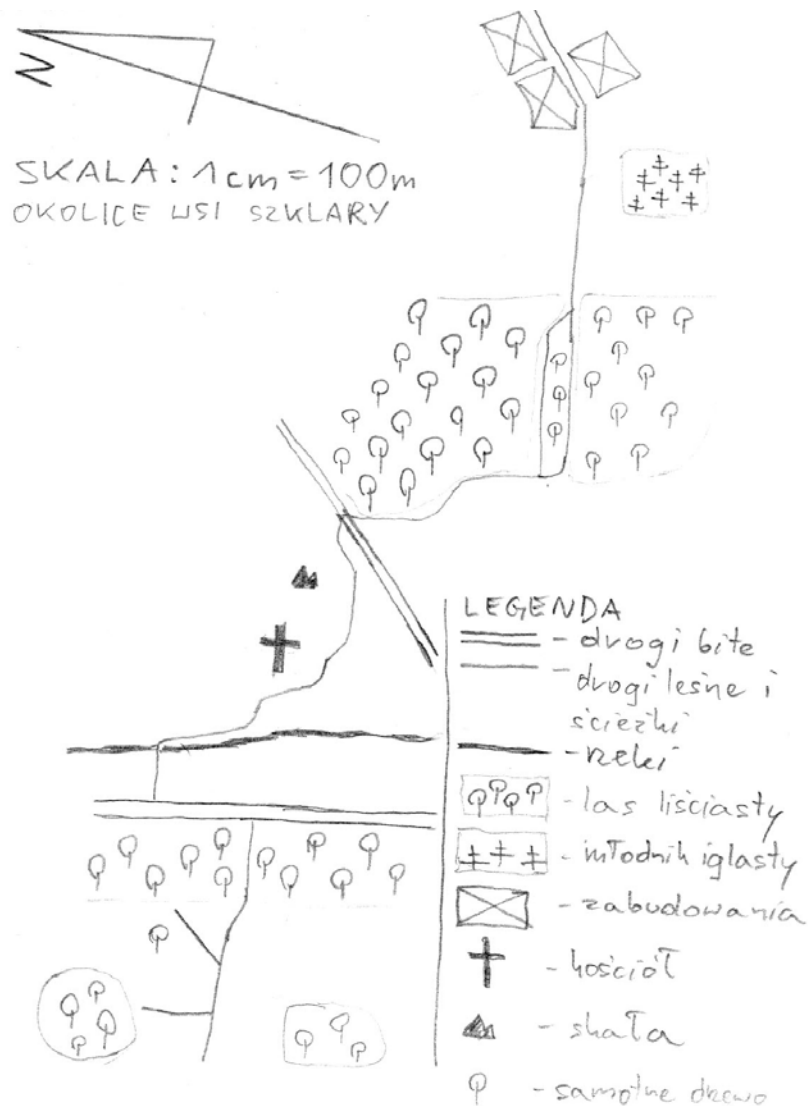 N
SKALA: 1cm = 100m
OKOLICE WSI SZKLARY
LEGENDA
- drogi bite
- drogi leśne i
ścieżki
- rzeki
- las liściasty
- młodnik iglasty
- zabudowania
- kościół
- skała
- samotne drzewo